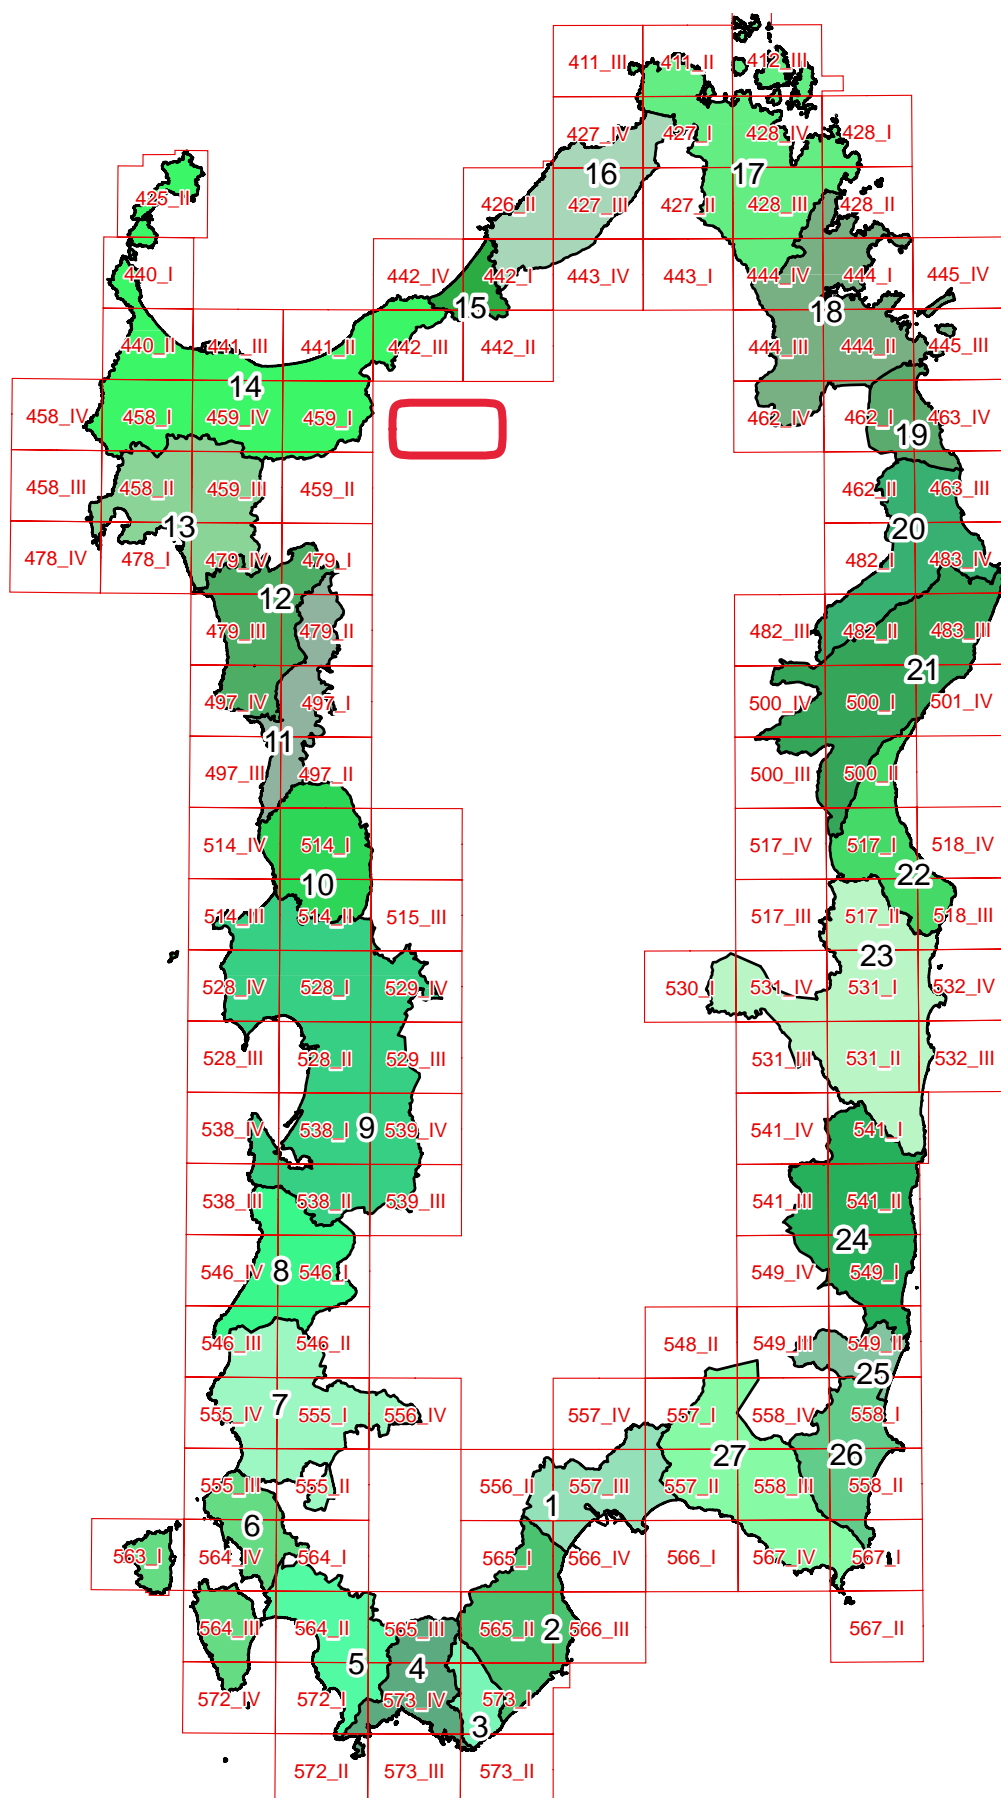 411_III 411_II 412_III
427_IV 427_I 428_IV 428_I
16 17
425_II 426_II 427_III 427_II 428_III 428_II
440_I 442_IV 442_I 443_IV 443_I 444_IV 444_I 445_IV
15 18
440_II 441_III 441_II 442_III 442_II 444_III 444_II 445_III
14
458_IV 458_I 459_IV 459_I 462_IV 462_I 463_IV
19
458_III 458_II 459_III 459_II 462_II 463_III
13 20
478_IV 478_I 479_IV 479_I 482_I 483_IV
12
479_III 479_II 482_III 482_II 483_III
21
497_IV 497_I 500_IV 500_I 501_IV
11
497_III 497_II 500_III 500_II
514_IV 514_I 517_IV 517_I 518_IV
10 22
514_III 514_II 515_III 517_III 517_II 518_III
23
528_IV 528_I 529_IV 530_I 531_IV 531_I 532_IV
528_III 528_II 529_III 531_III 531_II 532_III
538_IV 538_I 9 539_IV 541_IV 541_I
538_III 538_II 539_III 541_III 541_II
24
546_IV 8 546_I 549_IV 549_I
546_III 546_II 548_II 549_III 549_II
25
7
555_IV 555_I 556_IV 557_IV 557_I 558_IV 558_I
27 26
555_III 555_II 556_II 557_III 557_II 558_III 558_II
1
6
563_I 564_IV 564_I 565_I 566_IV 566_I 567_IV 567_I
564_III 564_II 565_III 565_II 2 566_III 567_II
5 4
572_IV 572_I 573_IV 573_I
3
572_II 573_III 573_II